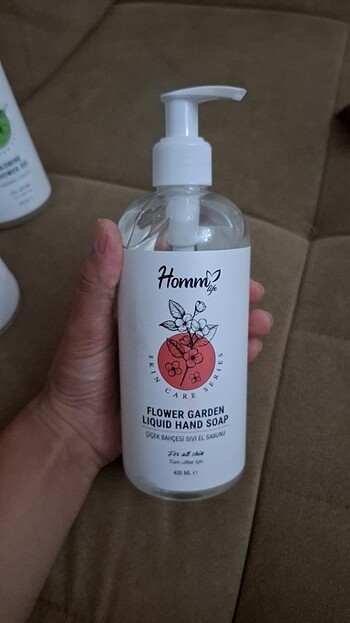 Homm
life
SKIN CARE SERIES
FLOWER GARDEN
LIQUID HAND SOAP
ÇİÇEK BAHÇESİ SIVI EL SABUNU
For all skin
Tüm ciltler için
400 ML ℮